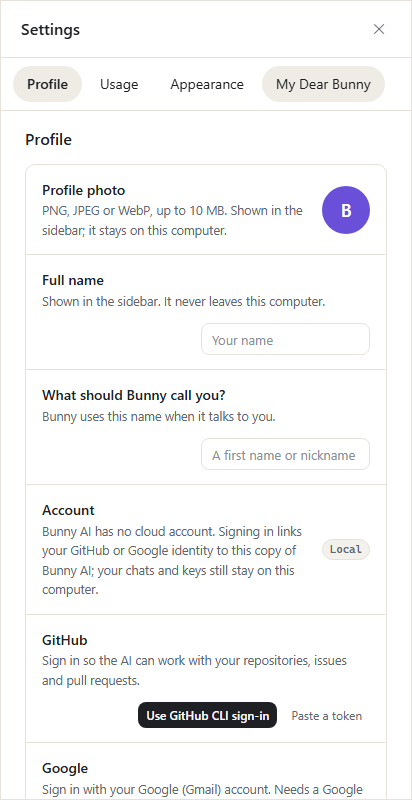 Settings
Profile
Usage
Appearance
My Dear Bunny
Profile
Profile photo
PNG, JPEG or WebP, up to 10 MB. Shown in the
sidebar; it stays on this computer.
B
Full name
Shown in the sidebar. It never leaves this computer.
Your name
What should Bunny call you?
Bunny uses this name when it talks to you.
A first name or nickname
Account
Bunny AI has no cloud account. Signing in links
your GitHub or Google identity to this copy of
Bunny AI; your chats and keys still stay on this
computer.
Local
GitHub
Sign in so the AI can work with your repositories, issues
and pull requests.
Use GitHub CLI sign-in
Paste a token
Google
Sign in with your Google (Gmail) account. Needs a Google